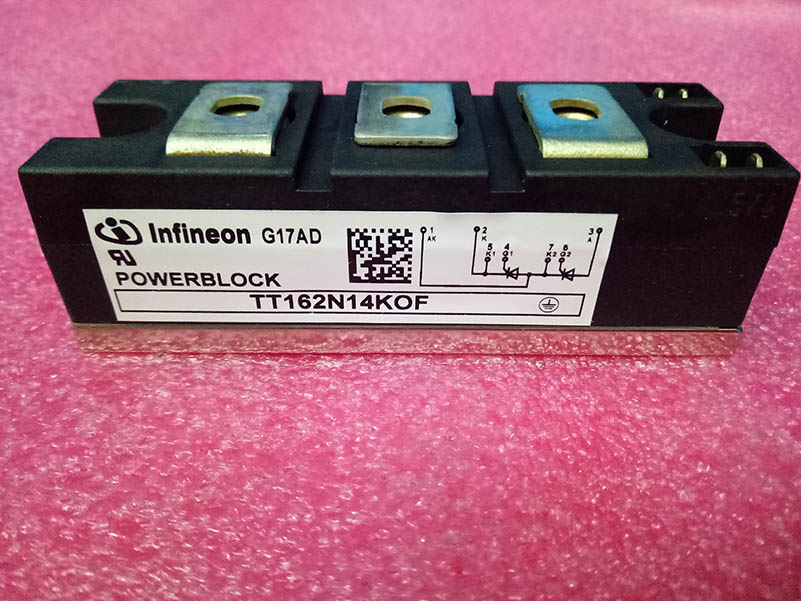 Infineon G17AD
POWERBLOCK
TT162N14KOF
1 2 3
AK K A
5 4 7 6
K1 G1 K2 G2